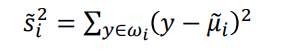 s̃ᵢ² = ∑_{y∈ωᵢ}(y − μ̃ᵢ)²